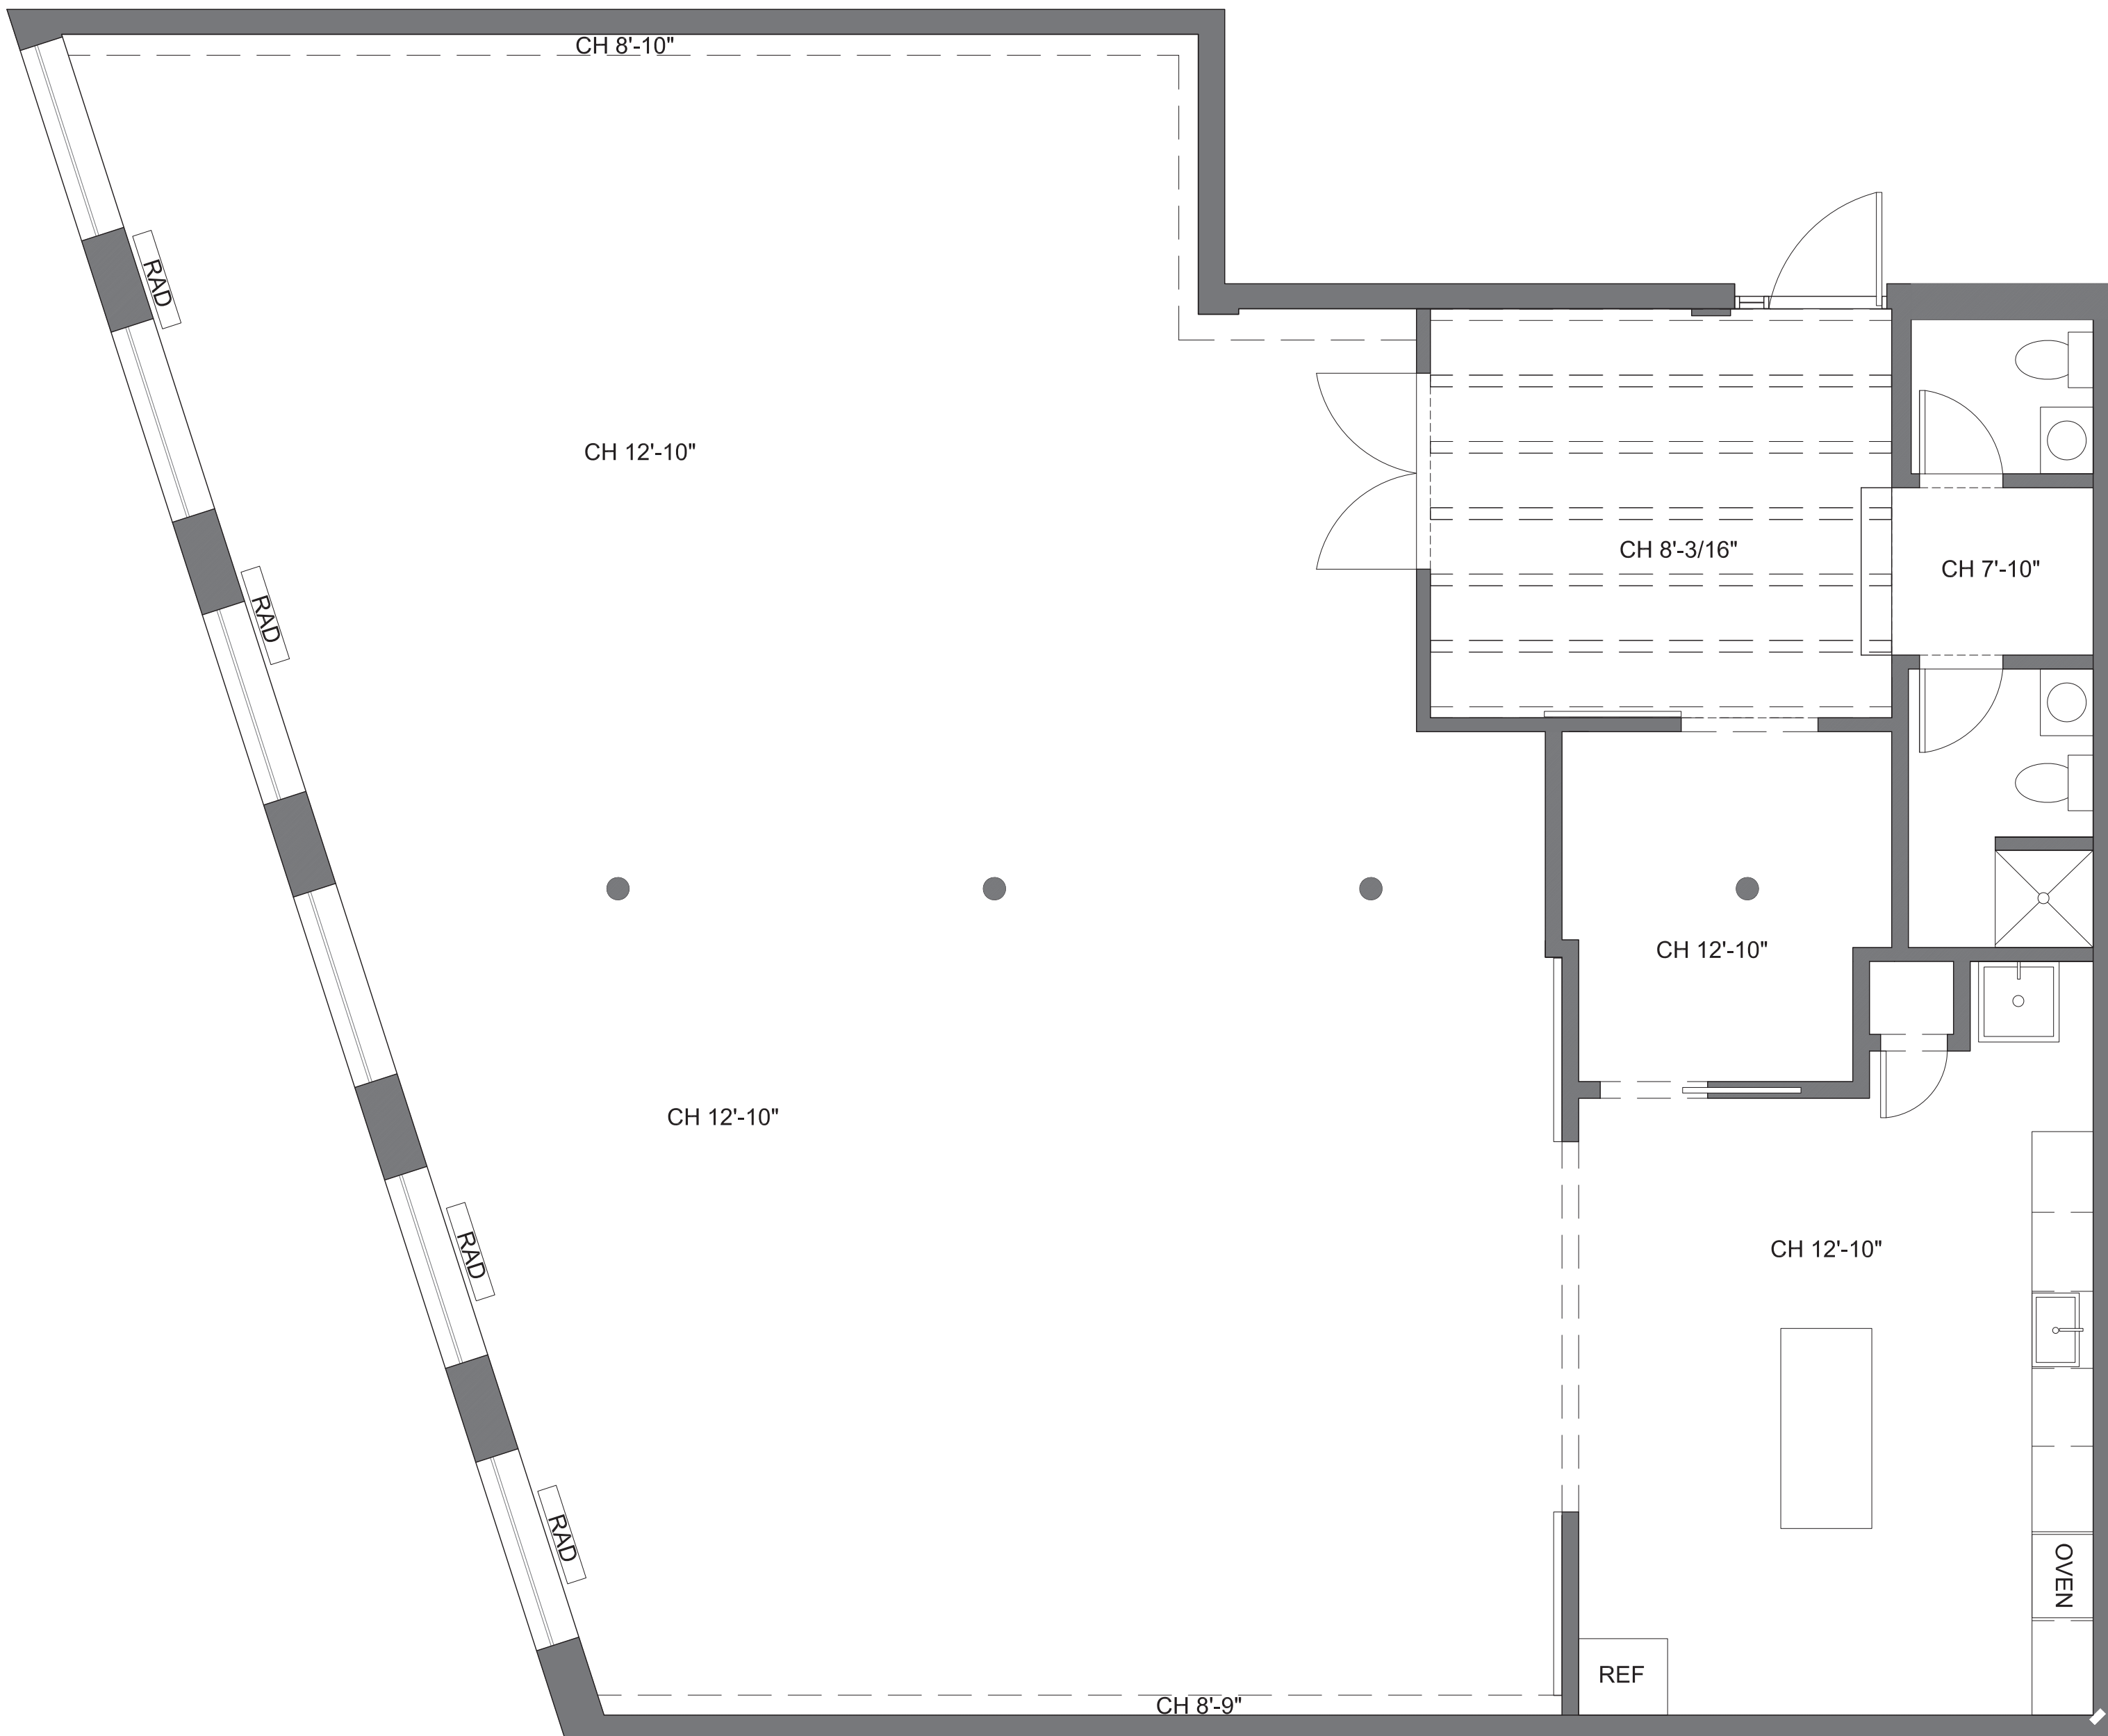 CH 8'-10"
RAD
CH 12'-10"
CH 8'-3/16"
CH 7'-10"
RAD
CH 12'-10"
CH 12'-10"
RAD
CH 12'-10"
RAD
OVEN
REF
CH 8'-9"